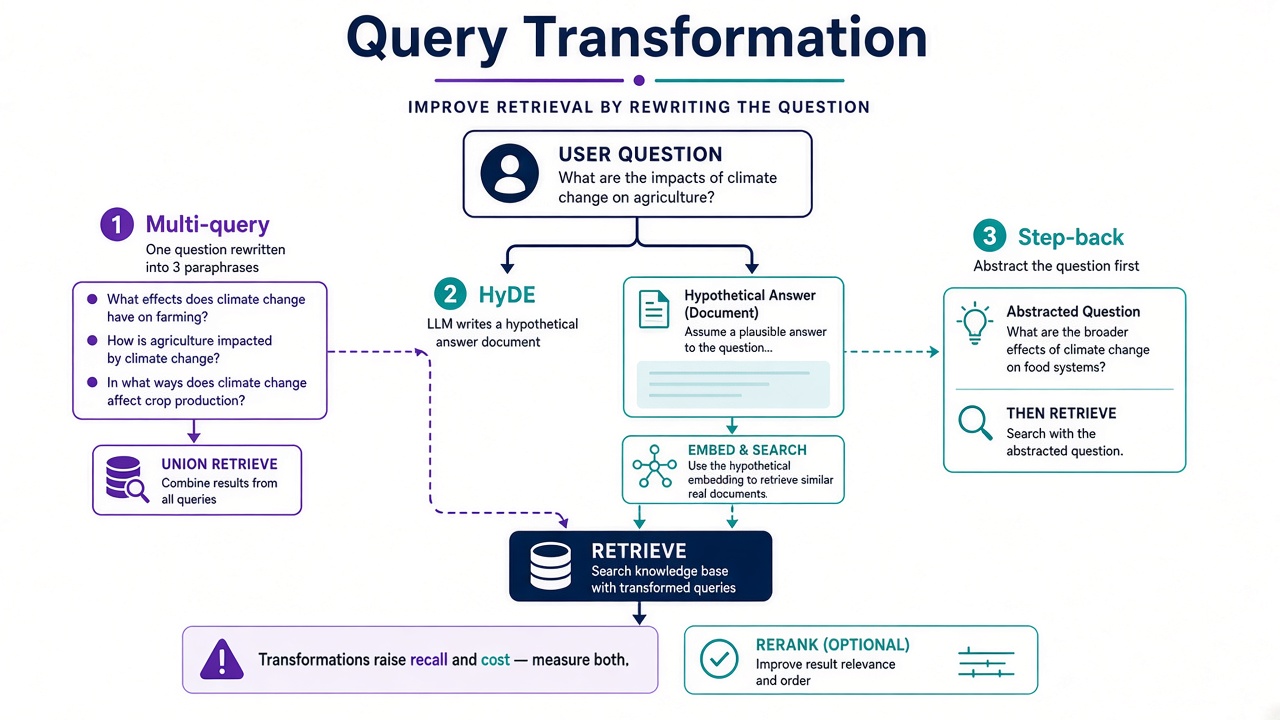 Query Transformation
IMPROVE RETRIEVAL BY REWRITING THE QUESTION
USER QUESTION
What are the impacts of climate
change on agriculture?
1 Multi-query
One question rewritten
into 3 paraphrases
What effects does climate change
have on farming?
How is agriculture impacted
by climate change?
In what ways does climate change
affect crop production?
UNION RETRIEVE
Combine results from
all queries
2 HyDE
LLM writes a hypothetical
answer document
Hypothetical Answer
(Document)
Assume a plausible answer
to the question...
EMBED & SEARCH
Use the hypothetical
embedding to retrieve similar
real documents.
3 Step-back
Abstract the question first
Abstracted Question
What are the broader
effects of climate change
on food systems?
THEN RETRIEVE
Search with the
abstracted question.
RETRIEVE
Search knowledge base
with transformed queries
Transformations raise recall and cost — measure both.
RERANK (OPTIONAL)
Improve result relevance
and order